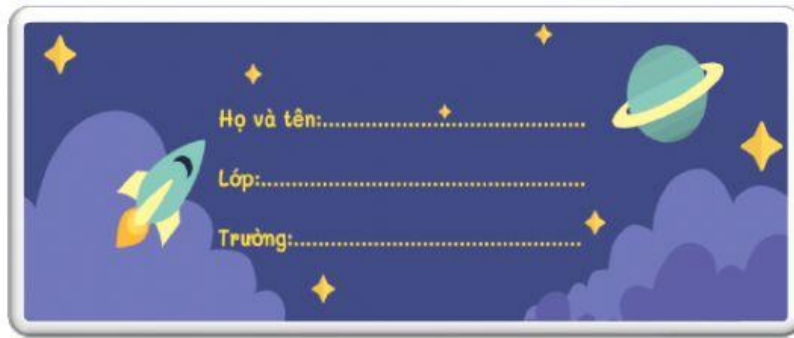 Họ và tên:.............................................
Lớp:.......................................................
Trường:.................................................